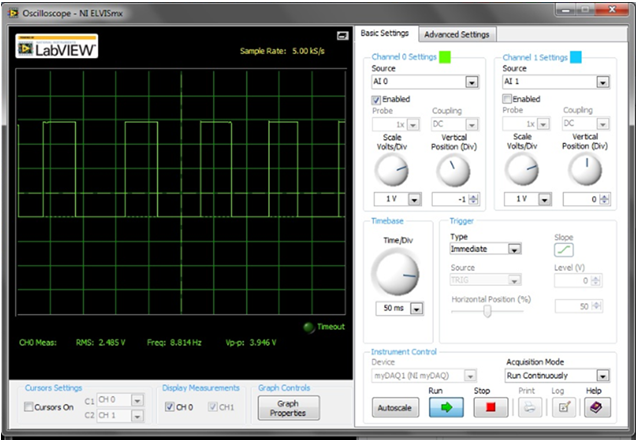 Oscilloscope - NI ELVISmx
LabVIEW
Sample Rate: 5.00 kS/s
CH0 Meas: RMS: 2.485 V Freq: 8.814 Hz Vp-p: 3.946 V
Timeout
Cursors Settings
Cursors On
C1 CH 0
C2 CH 1
Display Measurements
CH 0
CH1
Graph Controls
Graph
Properties
Basic Settings
Advanced Settings
Channel 0 Settings
Source
AI 0
Enabled
Probe
Coupling
1x
DC
Scale
Volts/Div
Vertical
Position (Div)
1 V
-1
Channel 1 Settings
Source
AI 1
Enabled
Probe
Coupling
1x
DC
Scale
Volts/Div
Vertical
Position (Div)
1 V
0
Timebase
Time/Div
50 ms
Trigger
Type
Immediate
Slope
Source
TRIG
Level (V)
0
Horizontal Position (%)
50
Instrument Control
Device
myDAQ1 (NI myDAQ)
Acquisition Mode
Run Continuously
Autoscale
Run
Stop
Print
Log
Help